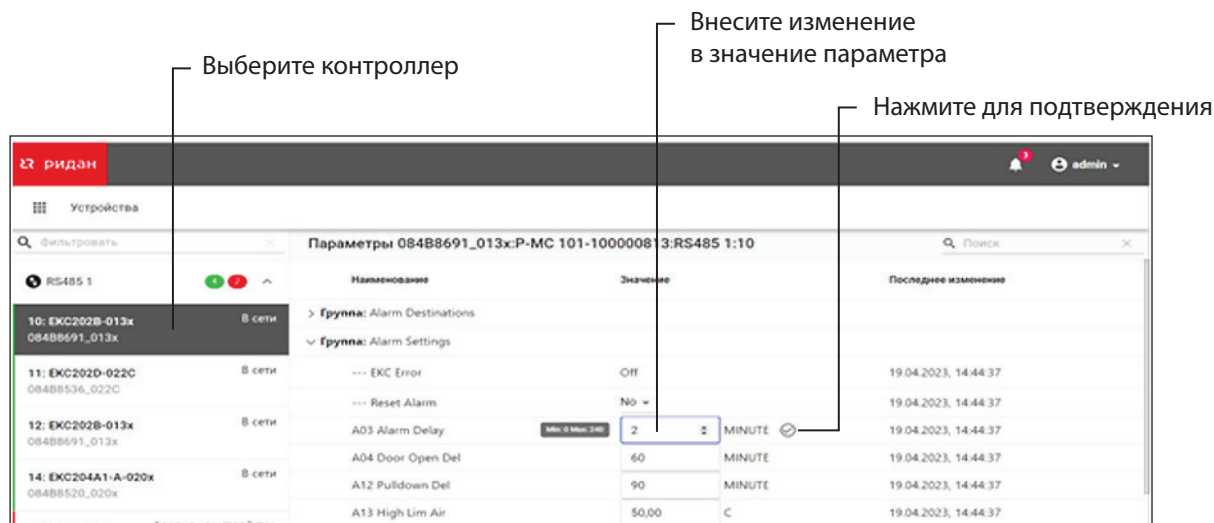 Внесите изменение
в значение параметра
Выберите контроллер
Нажмите для подтверждения
ридан
3
admin
Устройства
Фильтровать
Параметры 084B8691_013x:P-MC 101-100000813:RS485 1:10
Поиск
RS485 1
4 2
Наименование Значение Последнее изменение
10: EKC202B-013x В сети
084B8691_013x
> Группа: Alarm Destinations
Группа: Alarm Settings
11: EKC202D-022C В сети
084B8536_022C
--- EKC Error Off 19.04.2023, 14:44:37
--- Reset Alarm No 19.04.2023, 14:44:37
12: EKC202B-013x В сети
084B8691_013x
A03 Alarm Delay Min: 0 Max: 240 2 MINUTE 19.04.2023, 14:44:37
A04 Door Open Del 60 MINUTE 19.04.2023, 14:44:37
14: EKC204A1-A-020x В сети
084B8520_020x
A12 Pulldown Del 90 MINUTE 19.04.2023, 14:44:37
A13 High Lim Air 50,00 C 19.04.2023, 14:44:37